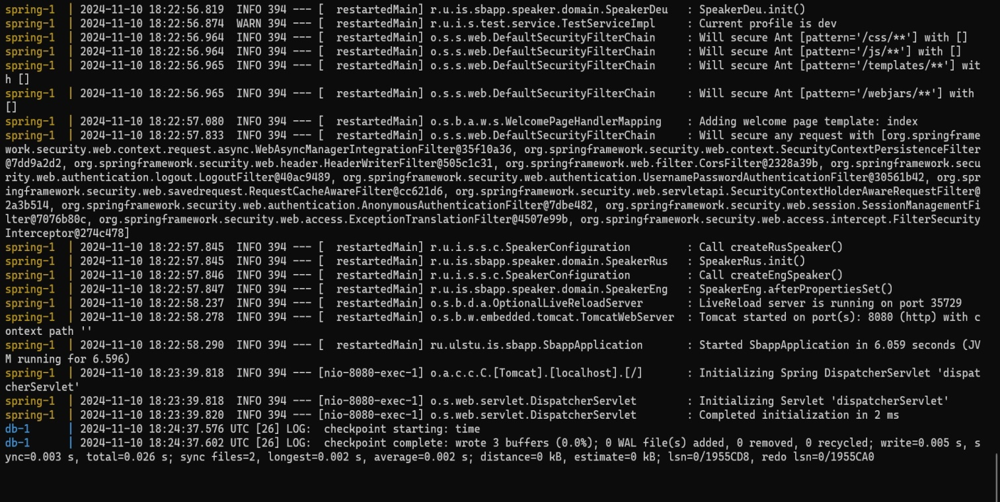 spring-1  | 2024-11-10 18:22:56.819  INFO 394 --- [  restartedMain] r.u.is.sbapp.speaker.domain.SpeakerDeu   : SpeakerDeu.init()
spring-1  | 2024-11-10 18:22:56.874  WARN 394 --- [  restartedMain] r.u.i.s.test.service.TestServiceImpl     : Current profile is dev
spring-1  | 2024-11-10 18:22:56.964  INFO 394 --- [  restartedMain] o.s.s.web.DefaultSecurityFilterChain     : Will secure Ant [pattern='/css/**'] with []
spring-1  | 2024-11-10 18:22:56.964  INFO 394 --- [  restartedMain] o.s.s.web.DefaultSecurityFilterChain     : Will secure Ant [pattern='/js/**'] with []
spring-1  | 2024-11-10 18:22:56.965  INFO 394 --- [  restartedMain] o.s.s.web.DefaultSecurityFilterChain     : Will secure Ant [pattern='/templates/**'] wit
h []
spring-1  | 2024-11-10 18:22:56.965  INFO 394 --- [  restartedMain] o.s.s.web.DefaultSecurityFilterChain     : Will secure Ant [pattern='/webjars/**'] with
[]
spring-1  | 2024-11-10 18:22:57.080  INFO 394 --- [  restartedMain] o.s.b.a.w.s.WelcomePageHandlerMapping    : Adding welcome page template: index
spring-1  | 2024-11-10 18:22:57.833  INFO 394 --- [  restartedMain] o.s.s.web.DefaultSecurityFilterChain     : Will secure any request with [org.springframe
work.security.web.context.request.async.WebAsyncManagerIntegrationFilter@35f10a36, org.springframework.security.web.context.SecurityContextPersistenceFilter
@7dd9a2d2, org.springframework.security.web.header.HeaderWriterFilter@505c1c31, org.springframework.web.filter.CorsFilter@2328a39b, org.springframework.secu
rity.web.authentication.logout.LogoutFilter@40ac9489, org.springframework.security.web.authentication.UsernamePasswordAuthenticationFilter@30561b42, org.spr
ingframework.security.web.savedrequest.RequestCacheAwareFilter@cc621d6, org.springframework.security.web.servletapi.SecurityContextHolderAwareRequestFilter@
2a3b514, org.springframework.security.web.authentication.AnonymousAuthenticationFilter@7dbe482, org.springframework.security.web.session.SessionManagementFi
lter@7076b80c, org.springframework.security.web.access.ExceptionTranslationFilter@4507e99b, org.springframework.security.web.access.intercept.FilterSecurity
Interceptor@274c478]
spring-1  | 2024-11-10 18:22:57.845  INFO 394 --- [  restartedMain] r.u.i.s.s.c.SpeakerConfiguration         : Call createRusSpeaker()
spring-1  | 2024-11-10 18:22:57.845  INFO 394 --- [  restartedMain] r.u.is.sbapp.speaker.domain.SpeakerRus   : SpeakerRus.init()
spring-1  | 2024-11-10 18:22:57.846  INFO 394 --- [  restartedMain] r.u.i.s.s.c.SpeakerConfiguration         : Call createEngSpeaker()
spring-1  | 2024-11-10 18:22:57.847  INFO 394 --- [  restartedMain] r.u.is.sbapp.speaker.domain.SpeakerEng   : SpeakerEng.afterPropertiesSet()
spring-1  | 2024-11-10 18:22:58.237  INFO 394 --- [  restartedMain] o.s.b.d.a.OptionalLiveReloadServer       : LiveReload server is running on port 35729
spring-1  | 2024-11-10 18:22:58.278  INFO 394 --- [  restartedMain] o.s.b.w.embedded.tomcat.TomcatWebServer  : Tomcat started on port(s): 8080 (http) with c
ontext path ''
spring-1  | 2024-11-10 18:22:58.290  INFO 394 --- [  restartedMain] ru.ulstu.is.sbapp.SbappApplication       : Started SbappApplication in 6.059 seconds (JV
M running for 6.596)
spring-1  | 2024-11-10 18:23:39.818  INFO 394 --- [nio-8080-exec-1] o.a.c.c.C.[Tomcat].[localhost].[/]       : Initializing Spring DispatcherServlet 'dispat
cherServlet'
spring-1  | 2024-11-10 18:23:39.818  INFO 394 --- [nio-8080-exec-1] o.s.web.servlet.DispatcherServlet        : Initializing Servlet 'dispatcherServlet'
spring-1  | 2024-11-10 18:23:39.820  INFO 394 --- [nio-8080-exec-1] o.s.web.servlet.DispatcherServlet        : Completed initialization in 2 ms
db-1      | 2024-11-10 18:24:37.576 UTC [26] LOG:  checkpoint starting: time
db-1      | 2024-11-10 18:24:37.602 UTC [26] LOG:  checkpoint complete: wrote 3 buffers (0.0%); 0 WAL file(s) added, 0 removed, 0 recycled; write=0.005 s, s
ync=0.003 s, total=0.026 s; sync files=2, longest=0.002 s, average=0.002 s; distance=0 kB, estimate=0 kB; lsn=0/1955CD8, redo lsn=0/1955CA0